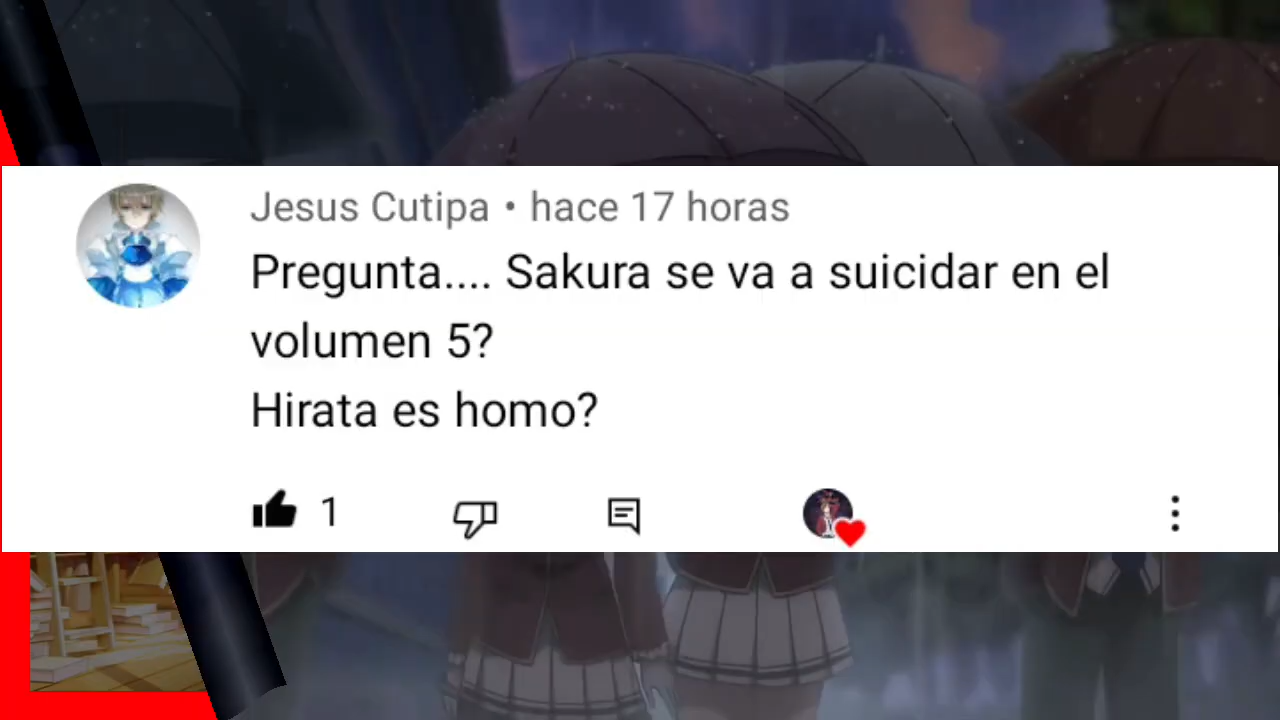 Jesus Cutipa • hace 17 horas
Pregunta.... Sakura se va a suicidar en el
volumen 5?
Hirata es homo?
1